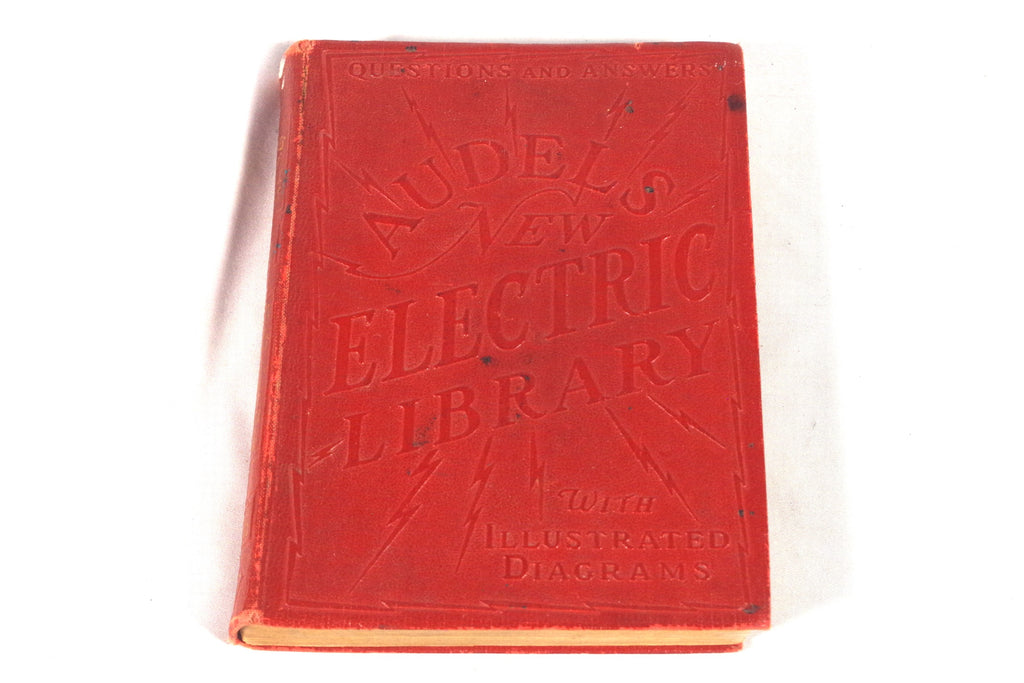 QUESTIONS AND ANSWERS
AUDELS
NEW
ELECTRIC
LIBRARY
WITH
ILLUSTRATED
DIAGRAMS